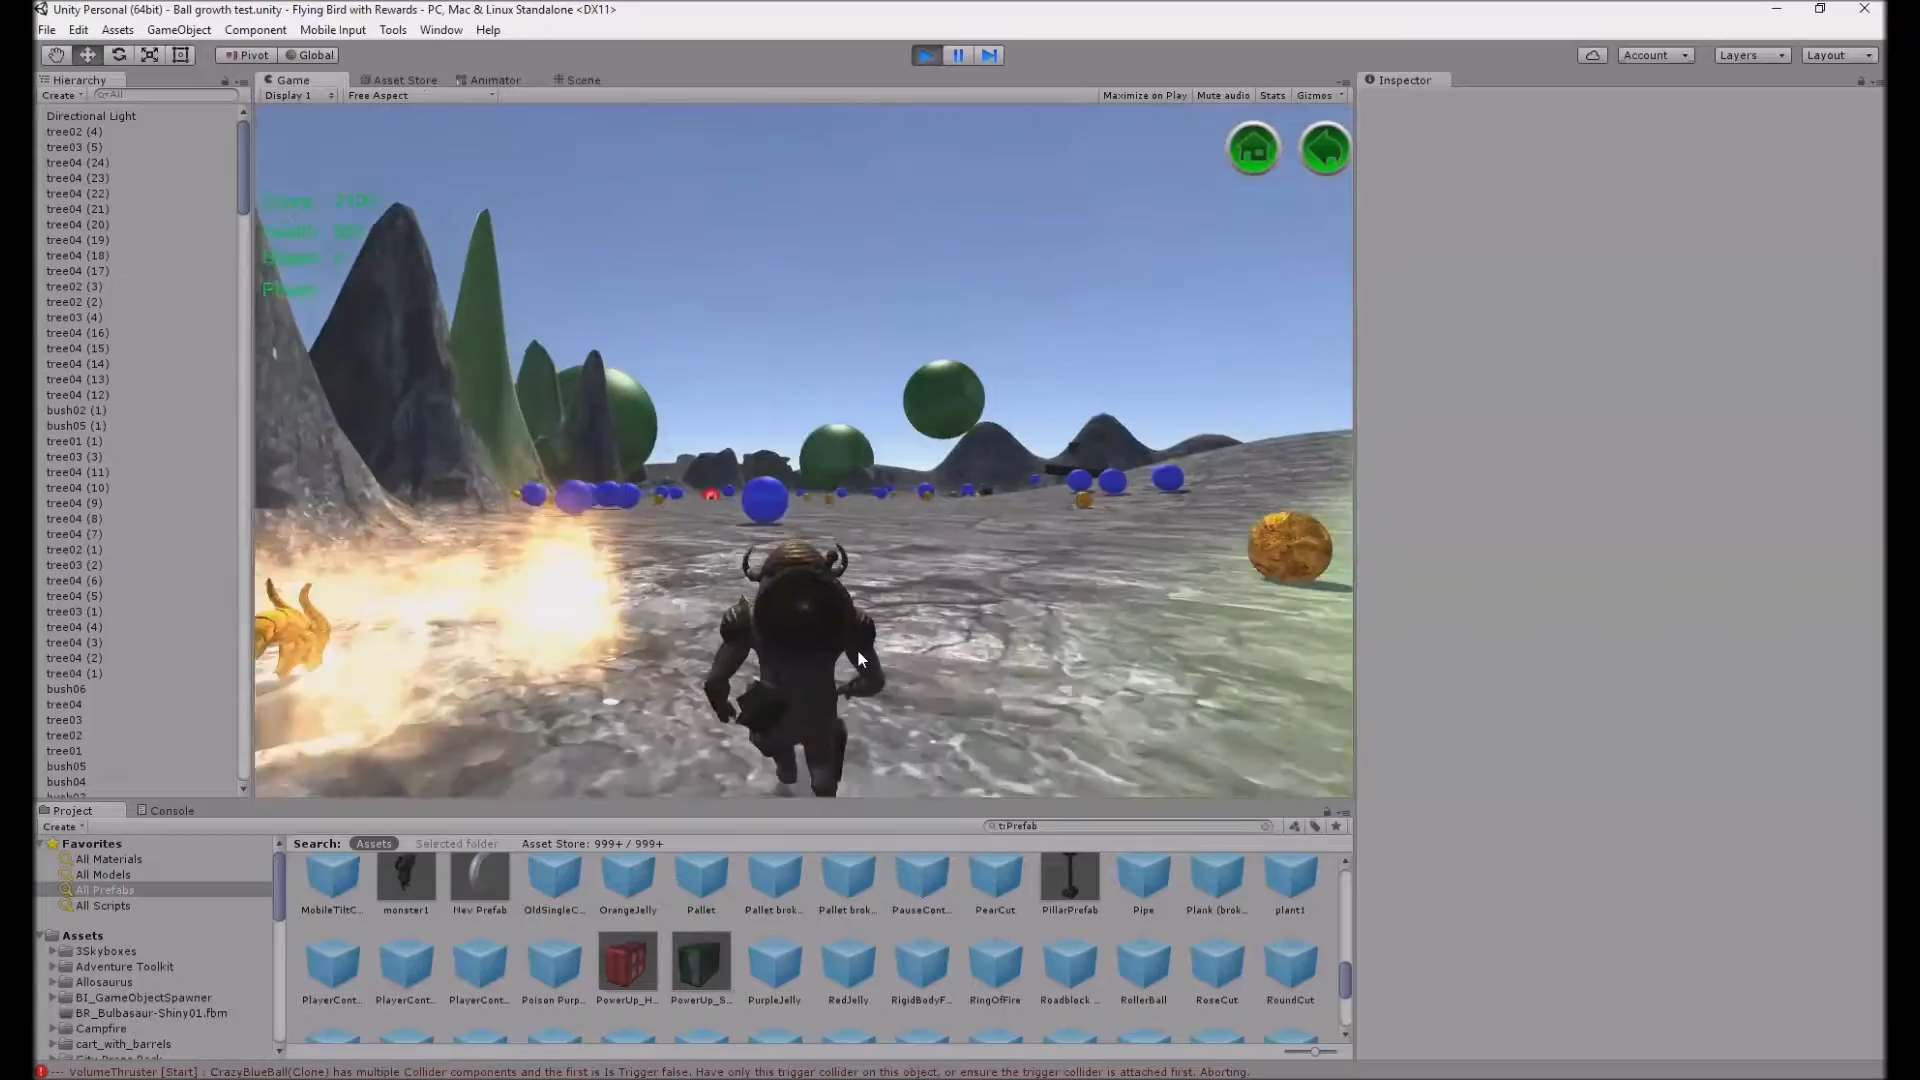 Unity Personal (64bit) - Ball growth test.unity - Flying Bird with Rewards - PC, Mac & Linux Standalone <DX11>
File Edit Assets GameObject Component Mobile Input Tools Window Help
Pivot Global Account Layers Layout
Hierarchy Game Asset Store Animator Scene Inspector
Create All Display 1 Free Aspect Maximize on Play Mute audio Stats Gizmos
Directional Light
tree02 (4)
tree03 (5)
tree04 (24)
tree04 (23)
tree04 (22)
tree04 (21)
tree04 (20)
tree04 (19)
tree04 (18)
tree04 (17)
tree02 (3)
tree02 (2)
tree03 (4)
tree04 (16)
tree04 (15)
tree04 (14)
tree04 (13)
tree04 (12)
bush02 (1)
bush05 (1)
tree01 (1)
tree03 (3)
tree04 (11)
tree04 (10)
tree04 (9)
tree04 (8)
tree04 (7)
tree02 (1)
tree03 (2)
tree04 (6)
tree04 (5)
tree03 (1)
tree04 (4)
tree04 (3)
tree04 (2)
tree04 (1)
bush06
tree04
tree03
tree02
tree01
bush05
bush04
Score 2100
Project Console
Create t:Prefab
Favorites
All Materials
All Models
All Prefabs
All Scripts
Assets
3Skyboxes
Adventure Toolkit
Allosaurus
BI_GameObjectSpawner
BR_Bulbasaur-Shiny01.fbm
Campfire
cart_with_barrels
Search: Assets Selected folder Asset Store: 999+ / 999+
MobileTiltC... monster1 New Prefab OldSingleC... OrangeJelly Pallet Pallet brok... Pallet brok... PauseCont... PearCut PillarPrefab Pipe Plank (brok... plant1
PlayerCont... PlayerCont... PlayerCont... Poison Purp... PowerUp_H... PowerUp_S... PurpleJelly RedJelly RigidBodyF... RingOfFire Roadblock ... RollerBall RoseCut RoundCut
--- VolumeThruster [Start] : CrazyBlueBall(Clone) has multiple Collider components and the first is Is Trigger false. Have only this trigger collider on this object, or ensure the trigger collider is attached first. Aborting.